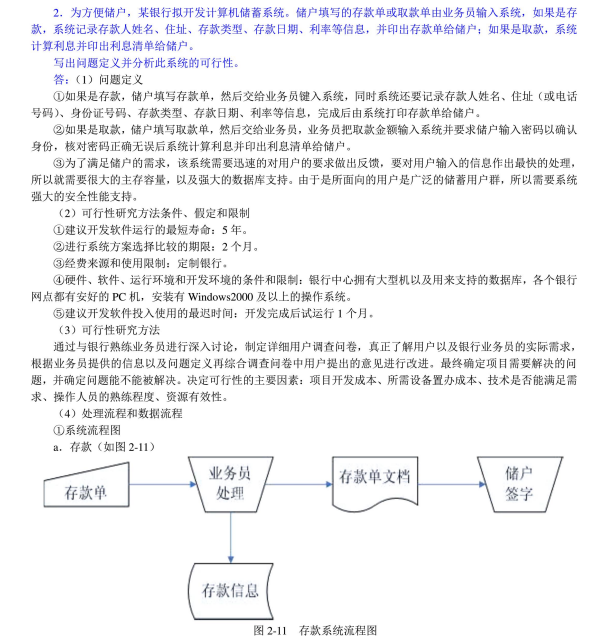 2．为方便储户，某银行拟开发计算机储蓄系统。储户填写的存款单或取款单由业务员输入系统，如果是存
款，系统记录存款人姓名、住址、存款类型、存款日期、利率等信息，并印出存款单给储户；如果是取款，系统
计算利息并印出利息清单给储户。
写出问题定义并分析此系统的可行性。
答：（1）问题定义
①如果是存款，储户填写存款单，然后交给业务员键入系统，同时系统还要记录存款人姓名、住址（或电话
号码）、身份证号码、存款类型、存款日期、利率等信息，完成后由系统打印存款单给储户。
②如果是取款，储户填写取款单，然后交给业务员，业务员把取款金额输入系统并要求储户输入密码以确认
身份，核对密码正确无误后系统计算利息并印出利息清单给储户。
③为了满足储户的需求，该系统需要迅速的对用户的要求做出反馈，要对用户输入的信息作出最快的处理，
所以就需要很大的主存容量，以及强大的数据库支持。由于是所面向的用户是广泛的储蓄用户群，所以需要系统
强大的安全性能支持。
（2）可行性研究方法条件、假定和限制
①建议开发软件运行的最短寿命：5 年。
②进行系统方案选择比较的期限：2 个月。
③经费来源和使用限制：定制银行。
④硬件、软件、运行环境和开发环境的条件和限制：银行中心拥有大型机以及用来支持的数据库，各个银行
网点都有安好的 PC 机，安装有 Windows2000 及以上的操作系统。
⑤建议开发软件投入使用的最迟时间：开发完成后试运行 1 个月。
（3）可行性研究方法
通过与银行熟练业务员进行深入讨论，制定详细用户调查问卷，真正了解用户以及银行业务员的实际需求，
根据业务员提供的信息以及问题定义再综合调查问卷中用户提出的意见进行改进。最终确定项目需要解决的问
题，并确定问题能不能被解决。决定可行性的主要因素：项目开发成本、所需设备置办成本、技术是否能满足需
求、操作人员的熟练程度、资源有效性。
（4）处理流程和数据流程
①系统流程图
a．存款（如图 2-11）
存款单
业务员
处理
存款单文档
储户
签字
存款信息
图 2-11 存款系统流程图